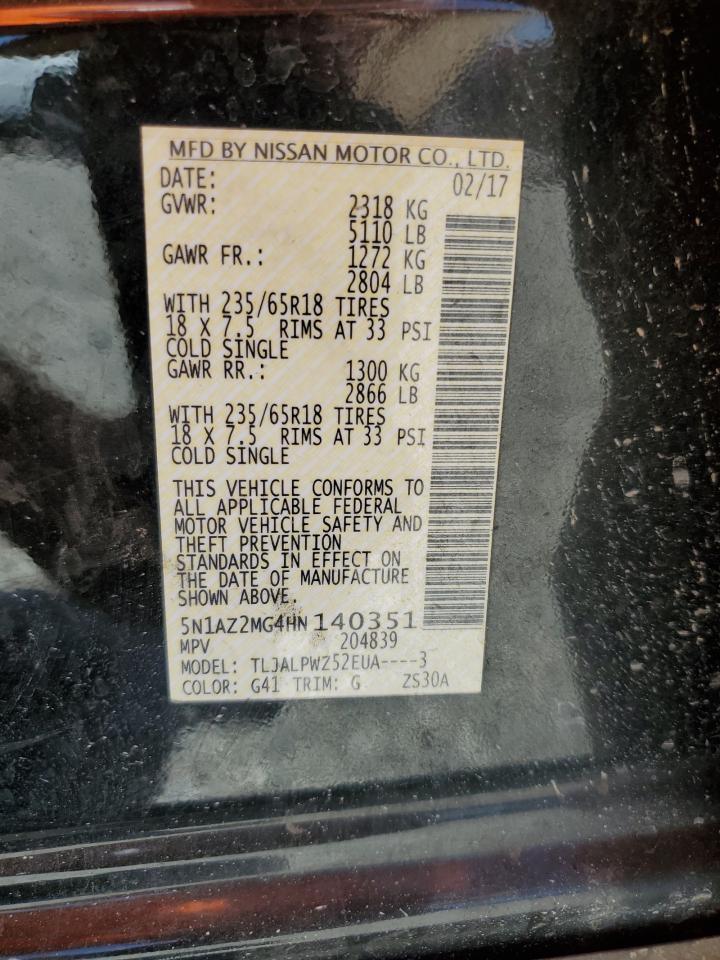 MFD BY NISSAN MOTOR CO., LTD.
DATE: 02/17
GVWR: 2318 KG
5110 LB
GAWR FR.: 1272 KG
2804 LB
WITH 235/65R18 TIRES
18 X 7.5 RIMS AT 33 PSI
COLD SINGLE
GAWR RR.: 1300 KG
2866 LB
WITH 235/65R18 TIRES
18 X 7.5 RIMS AT 33 PSI
COLD SINGLE
THIS VEHICLE CONFORMS TO
ALL APPLICABLE FEDERAL
MOTOR VEHICLE SAFETY AND
THEFT PREVENTION
STANDARDS IN EFFECT ON
THE DATE OF MANUFACTURE
SHOWN ABOVE.
5N1AZ2MG4HN140351
MPV 204839
MODEL: TLJALPWZ52EUA----3
COLOR: G41 TRIM: G ZS30A